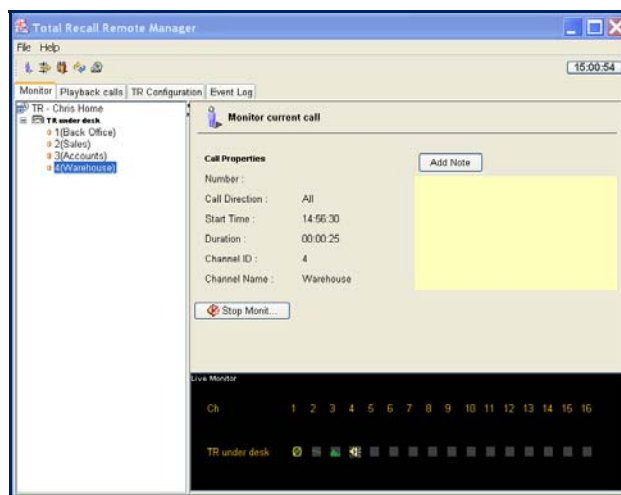 Total Recall Remote Manager
File Help
15:00:54
Monitor Playback calls TR Configuration Event Log
TR - Chris Home
TR under desk
1(Back Office)
2(Sales)
3(Accounts)
4(Warehouse)
Monitor current call
Call Properties
Add Note
Number :
Call Direction : All
Start Time : 14:56:30
Duration : 00:00:25
Channel ID : 4
Channel Name : Warehouse
Stop Monit...
Live Monitor
Ch 1 2 3 4 5 6 7 8 9 10 11 12 13 14 15 16
TR under desk